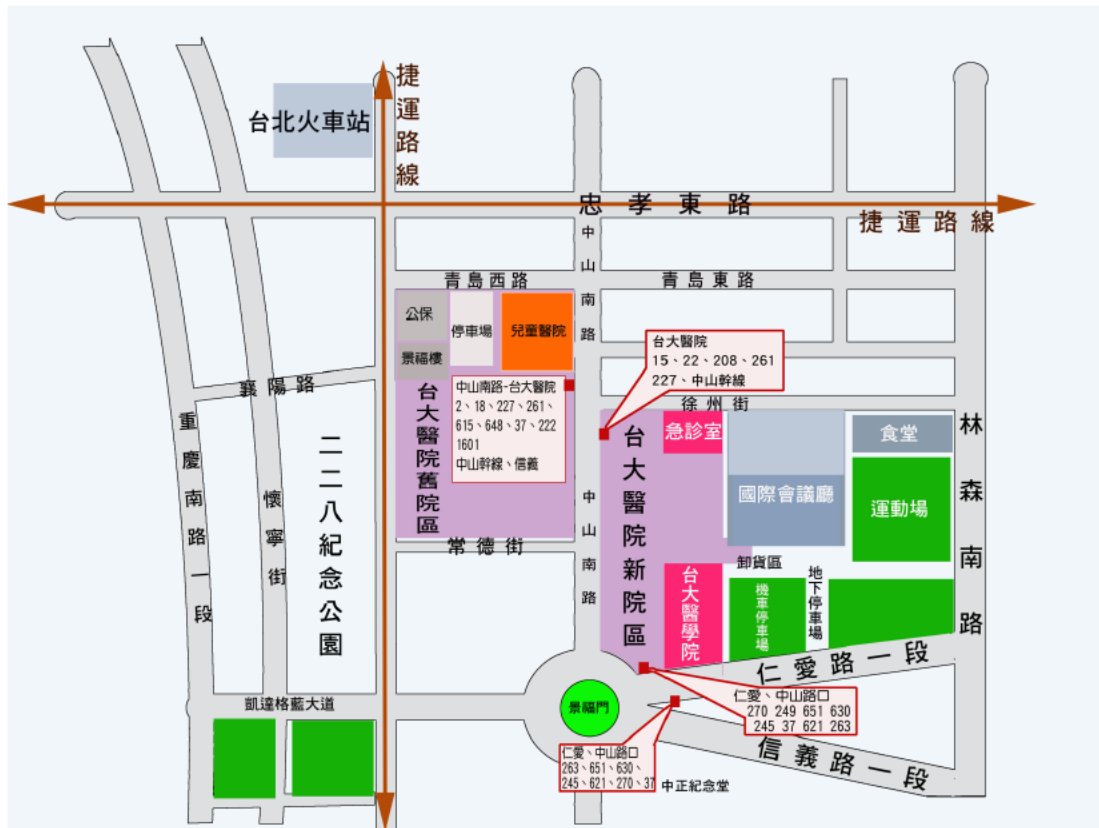 捷運路線
台北火車站
忠孝東路
捷運路線
中山南路
青島西路
青島東路
公保
停車場
兒童醫院
景福樓
台大醫院
15、22、208、261
227、中山幹線
襄陽路
中山南路-台大醫院
2、18、227、261、
615、648、37、222
1601
中山幹線、信義
徐州街
重慶南路一段
二二八紀念公園
台大醫院舊院區
台大醫院新院區
急診室
食堂
林森南路
國際會議廳
運動場
懷寧街
中山南路
常德街
卸貨區
台大醫學院
機車停車場
地下停車場
仁愛路一段
凱達格蘭大道
景福門
仁愛、中山路口
270 249 651 630
245 37 621 263
信義路一段
仁愛、中山路口
263、651、630、
245、621、270、37
中正紀念堂